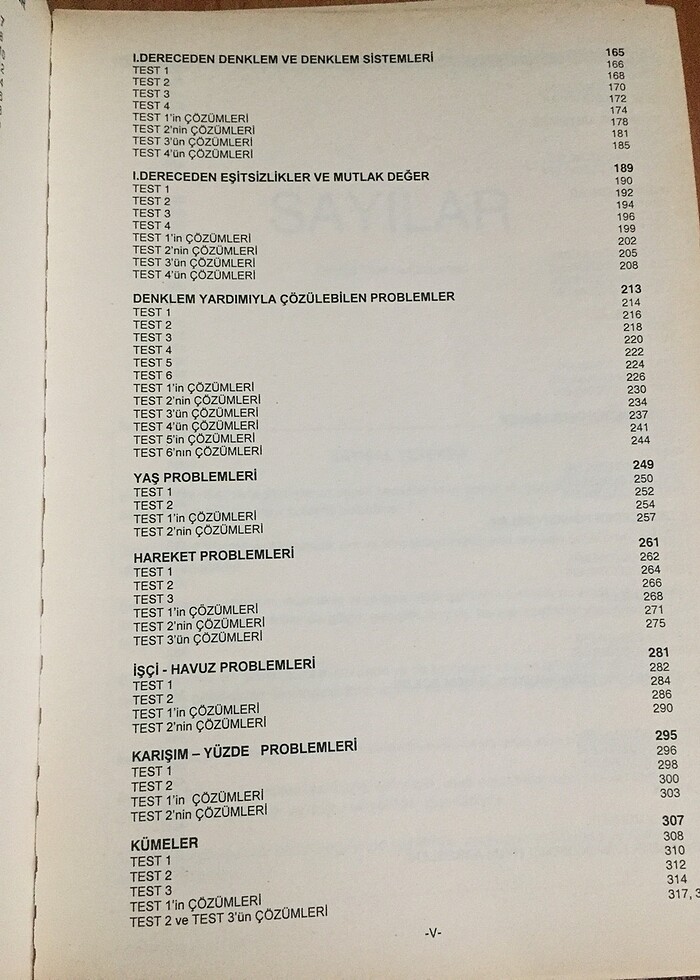 I.DERECEDEN DENKLEM VE DENKLEM SİSTEMLERİ 165
TEST 1 166
TEST 2 168
TEST 3 170
TEST 4 172
TEST 1'in ÇÖZÜMLERİ 174
TEST 2'nin ÇÖZÜMLERİ 178
TEST 3'ün ÇÖZÜMLERİ 181
TEST 4'ün ÇÖZÜMLERİ 185
I.DERECEDEN EŞİTSİZLİKLER VE MUTLAK DEĞER 189
TEST 1 190
TEST 2 192
TEST 3 194
TEST 4 196
TEST 1'in ÇÖZÜMLERİ 199
TEST 2'nin ÇÖZÜMLERİ 202
TEST 3'ün ÇÖZÜMLERİ 205
TEST 4'ün ÇÖZÜMLERİ 208
DENKLEM YARDIMIYLA ÇÖZÜLEBİLEN PROBLEMLER 213
TEST 1 214
TEST 2 216
TEST 3 218
TEST 4 220
TEST 5 222
TEST 6 224
TEST 1'in ÇÖZÜMLERİ 226
TEST 2'nin ÇÖZÜMLERİ 230
TEST 3'ün ÇÖZÜMLERİ 234
TEST 4'ün ÇÖZÜMLERİ 237
TEST 5'in ÇÖZÜMLERİ 241
TEST 6'nın ÇÖZÜMLERİ 244
YAŞ PROBLEMLERİ 249
TEST 1 250
TEST 2 252
TEST 1'in ÇÖZÜMLERİ 254
TEST 2'nin ÇÖZÜMLERİ 257
HAREKET PROBLEMLERİ 261
TEST 1 262
TEST 2 264
TEST 3 266
TEST 1'in ÇÖZÜMLERİ 268
TEST 2'nin ÇÖZÜMLERİ 271
TEST 3'ün ÇÖZÜMLERİ 275
İŞÇİ - HAVUZ PROBLEMLERİ 281
TEST 1 282
TEST 2 284
TEST 1'in ÇÖZÜMLERİ 286
TEST 2'nin ÇÖZÜMLERİ 290
KARIŞIM – YÜZDE PROBLEMLERİ 295
TEST 1 296
TEST 2 298
TEST 1'in ÇÖZÜMLERİ 300
TEST 2'nin ÇÖZÜMLERİ 303
KÜMELER 307
TEST 1 308
TEST 2 310
TEST 3 312
TEST 1'in ÇÖZÜMLERİ 314
TEST 2 ve TEST 3'ün ÇÖZÜMLERİ 317,
-V-